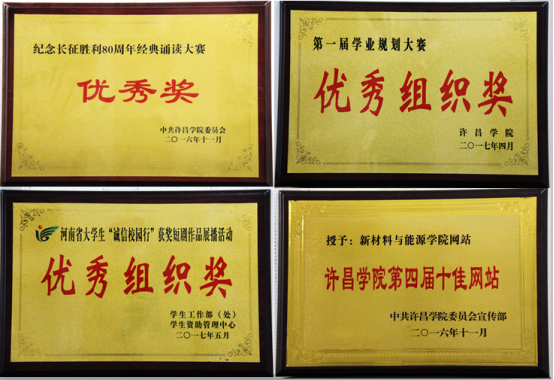 纪念长征胜利80周年经典诵读大赛
优秀奖
中共许昌学院委员会
二〇一六年十一月
第一届学业规划大赛
优秀组织奖
许昌学院
二〇一七年四月
河南省大学生“诚信校园行”获奖短剧作品展播活动
优秀组织奖
学生工作部（处）
学生资助管理中心
二〇一七年五月
授予：新材料与能源学院网站
许昌学院第四届十佳网站
中共许昌学院委员会宣传部
二〇一六年十一月